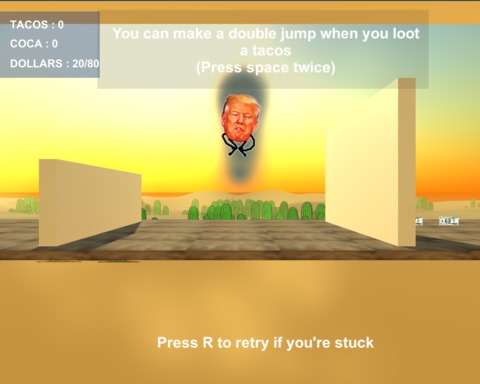 TACOS : 0
COCA : 0
DOLLARS : 20/80
You can make a double jump when you loot
a tacos
(Press space twice)
Press R to retry if you're stuck